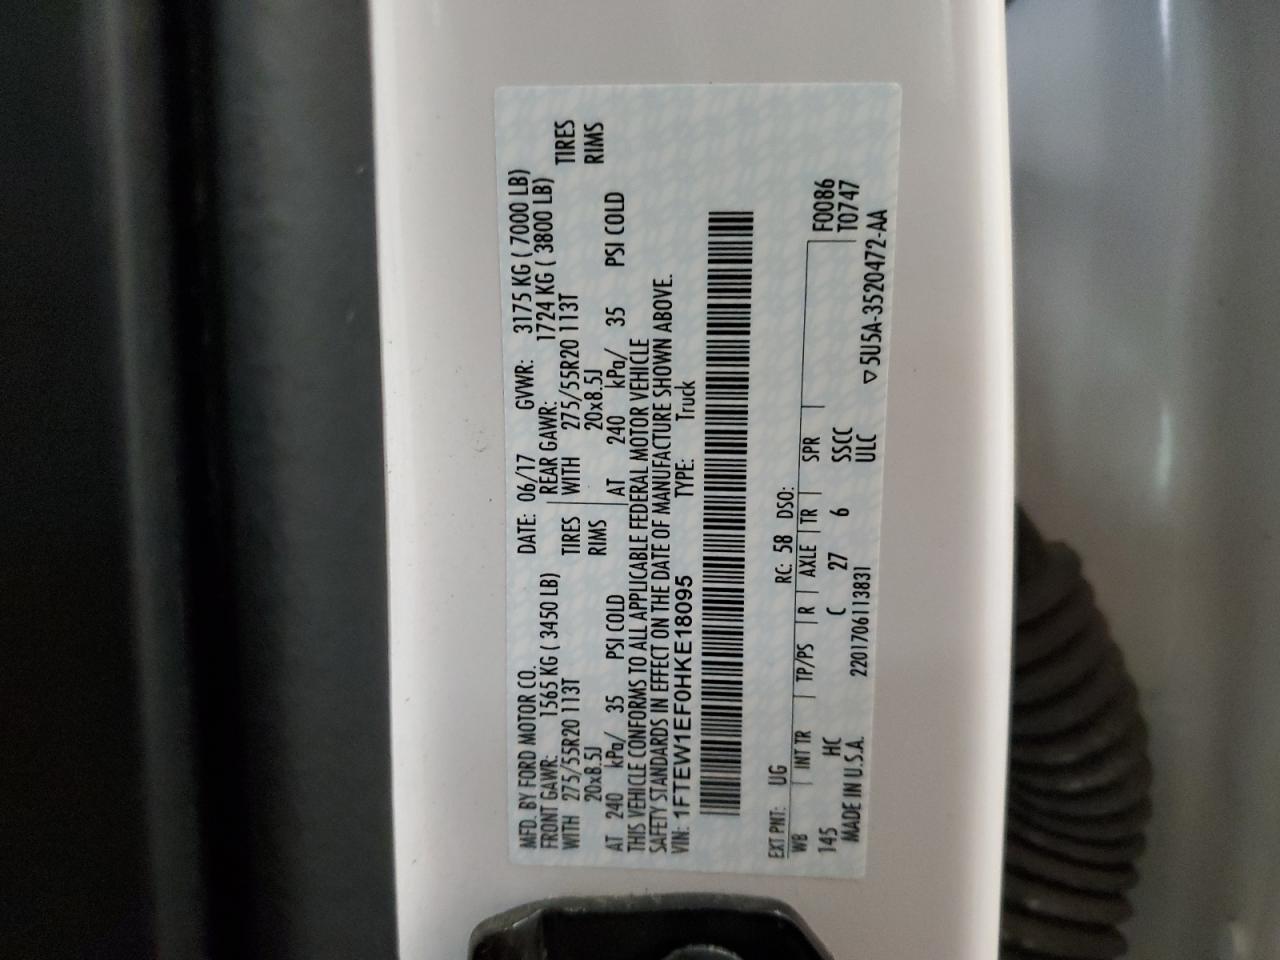 MFD. BY FORD MOTOR CO. DATE: 06/17 GVWR: 3175 KG ( 7000 LB)
FRONT GAWR: 1565 KG ( 3450 LB) REAR GAWR: 1724 KG ( 3800 LB)
WITH 275/55R20 113T TIRES WITH 275/55R20 113T TIRES
20x8.5J RIMS 20x8.5J RIMS
AT 240 kPa/ 35 PSI COLD AT 240 kPa/ 35 PSI COLD
THIS VEHICLE CONFORMS TO ALL APPLICABLE FEDERAL MOTOR VEHICLE
SAFETY STANDARDS IN EFFECT ON THE DATE OF MANUFACTURE SHOWN ABOVE.
VIN: 1FTEW1EF0HKE18095 TYPE: Truck
EXT PNT: UG RC: 58 DSO:
WB INT TR TP/PS R AXLE TR SPR F0086
145 HC C 27 6 SSCC T0747
MADE IN U.S.A. 2201706113831 ULC ▽5U5A-3520472-AA